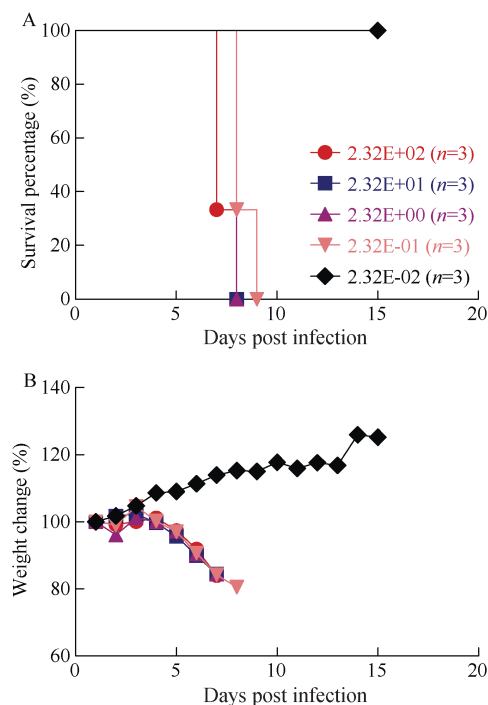 A
Survival percentage (%)
100
80
60
40
20
0
2.32E+02 (n=3)
2.32E+01 (n=3)
2.32E+00 (n=3)
2.32E-01 (n=3)
2.32E-02 (n=3)
5
10
15
20
Days post infection
B
Weight change (%)
140
120
100
80
60
0
5
10
15
20
Days post infection